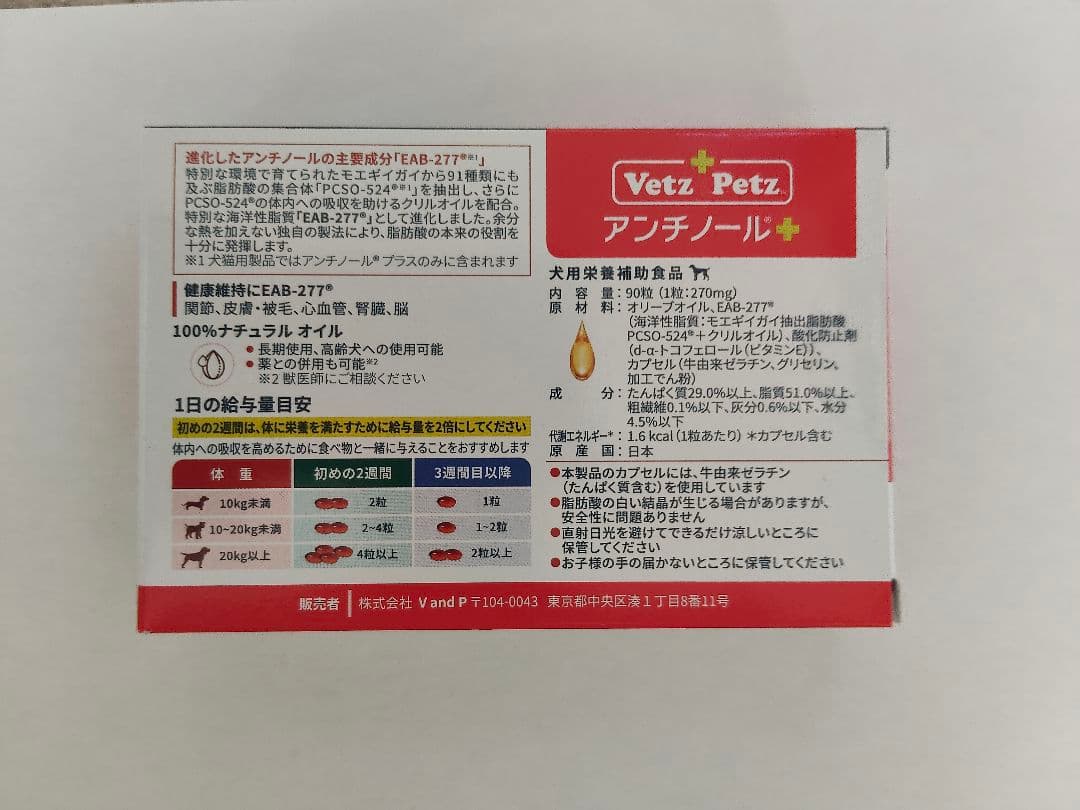 進化したアンチノールの主要成分「EAB-277®※1」
特別な環境で育てられたモエギイガイから91種類にも
及ぶ脂肪酸の集合体「PCSO-524®※1」を抽出し、さらに
PCSO-524®の体内への吸収を助けるクリルオイルを配合。
特別な海洋性脂質「EAB-277®」として進化しました。余分
な熱を加えない独自の製法により、脂肪酸の本来の役割を
十分に発揮します。
※1 犬猫用製品ではアンチノール® プラスのみに含まれます
健康維持にEAB-277®
関節、皮膚・被毛、心血管、腎臓、脳
100%ナチュラル オイル
●長期使用、高齢犬への使用可能
●薬との併用も可能※2
※2 獣医師にご相談ください
1日の給与量目安
初めの2週間は、体に栄養を満たすために給与量を2倍にしてください
体内への吸収を高めるために食べ物と一緒に与えることをおすすめします
体 重 初めの2週間 3週間目以降
10kg未満 2粒 1粒
10~20kg未満 2~4粒 1~2粒
20kg以上 4粒以上 2粒以上
Vetz Petz
アンチノール®
犬用栄養補助食品
内 容 量：90粒（1粒：270mg）
原 材 料：オリーブオイル、EAB-277®
（海洋性脂質：モエギイガイ抽出脂肪酸
PCSO-524®＋クリルオイル）、酸化防止剤
（d-α-トコフェロール（ビタミンE））、
カプセル（牛由来ゼラチン、グリセリン、
加工でん粉）
成 分：たんぱく質29.0%以上、脂質51.0%以上、
粗繊維0.1%以下、灰分0.6%以下、水分
4.5%以下
代謝エネルギー*：1.6 kcal（1粒あたり）＊カプセル含む
原 産 国：日本
●本製品のカプセルには、牛由来ゼラチン
（たんぱく質含む）を使用しています
●脂肪酸の白い結晶が生じる場合がありますが、
安全性に問題ありません
●直射日光を避けてできるだけ涼しいところに
保管してください
●お子様の手の届かないところに保管してください
販売者 株式会社 V and P 〒104-0043 東京都中央区湊1丁目8番11号